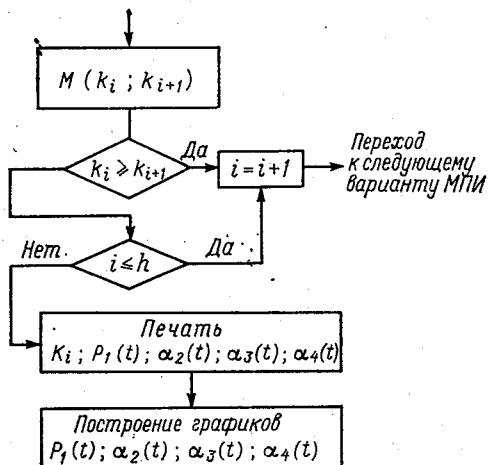 M (k_i ; k_{i+1})
k_i ≥ k_{i+1}
Да
i = i+1
Переход
к следующему
варианту МПИ
Нет
i ≤ h
Да
Печать
K_i ; P_1(t); α_2(t); α_3(t); α_4(t)
Построение графиков
P_1(t); α_2(t); α_3(t); α_4(t)